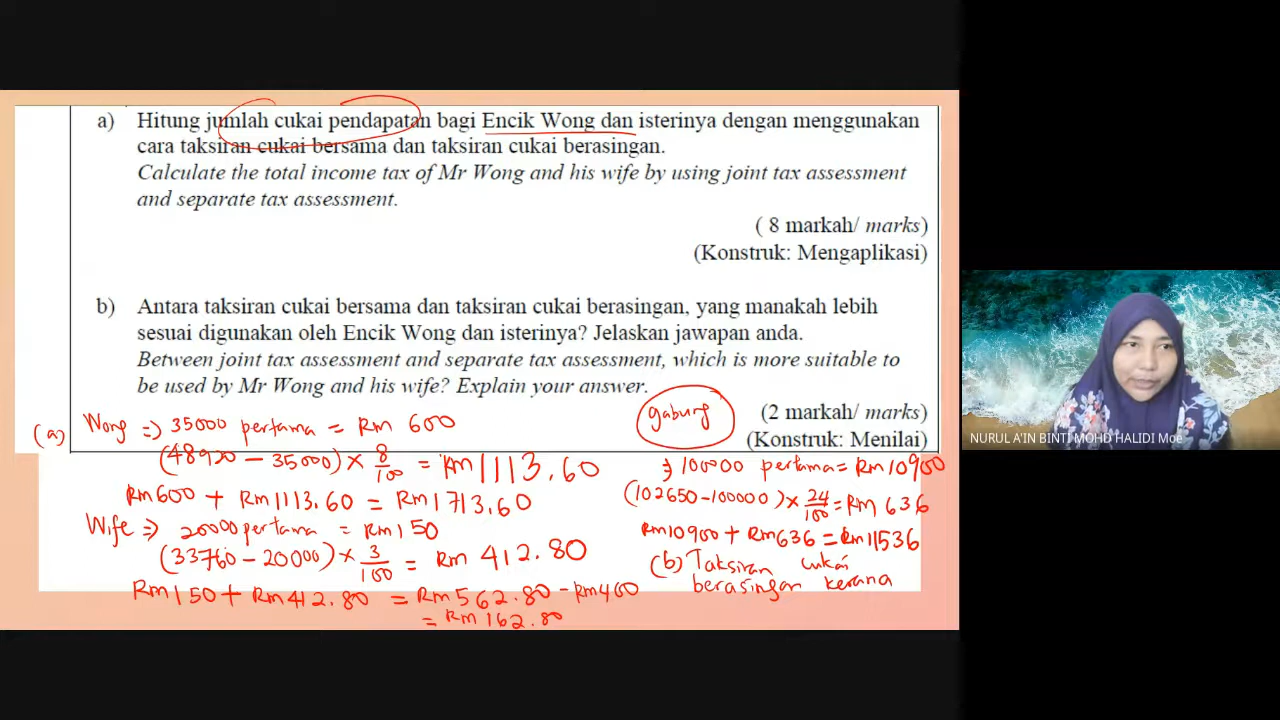 a) Hitung jumlah cukai pendapatan bagi Encik Wong dan isterinya dengan menggunakan
cara taksiran cukai bersama dan taksiran cukai berasingan.
Calculate the total income tax of Mr Wong and his wife by using joint tax assessment
and separate tax assessment.
( 8 markah/ marks)
(Konstruk: Mengaplikasi)
b) Antara taksiran cukai bersama dan taksiran cukai berasingan, yang manakah lebih
sesuai digunakan oleh Encik Wong dan isterinya? Jelaskan jawapan anda.
Between joint tax assessment and separate tax assessment, which is more suitable to
be used by Mr Wong and his wife? Explain your answer.
(2 markah/ marks)
(Konstruk: Menilai)
(a) Wong => 35000 pertama = RM 600
(48920 - 35000) × 8/100 = RM1113.60
RM600 + RM1113.60 = RM1713.60
Wife => 20000 pertama = RM150
(33760 - 20000) × 3/100 = RM 412.80
RM150 + RM412.80 = RM562.80 - RM400
= RM162.80
gabung
100000 pertama = RM10900
(102650-100000) × 24/100 = RM 636
RM10900 + RM636 = RM11536
(b) Taksiran cukai
berasingan kerana
NURUL A'IN BINTI MOHD HALIDI Moe